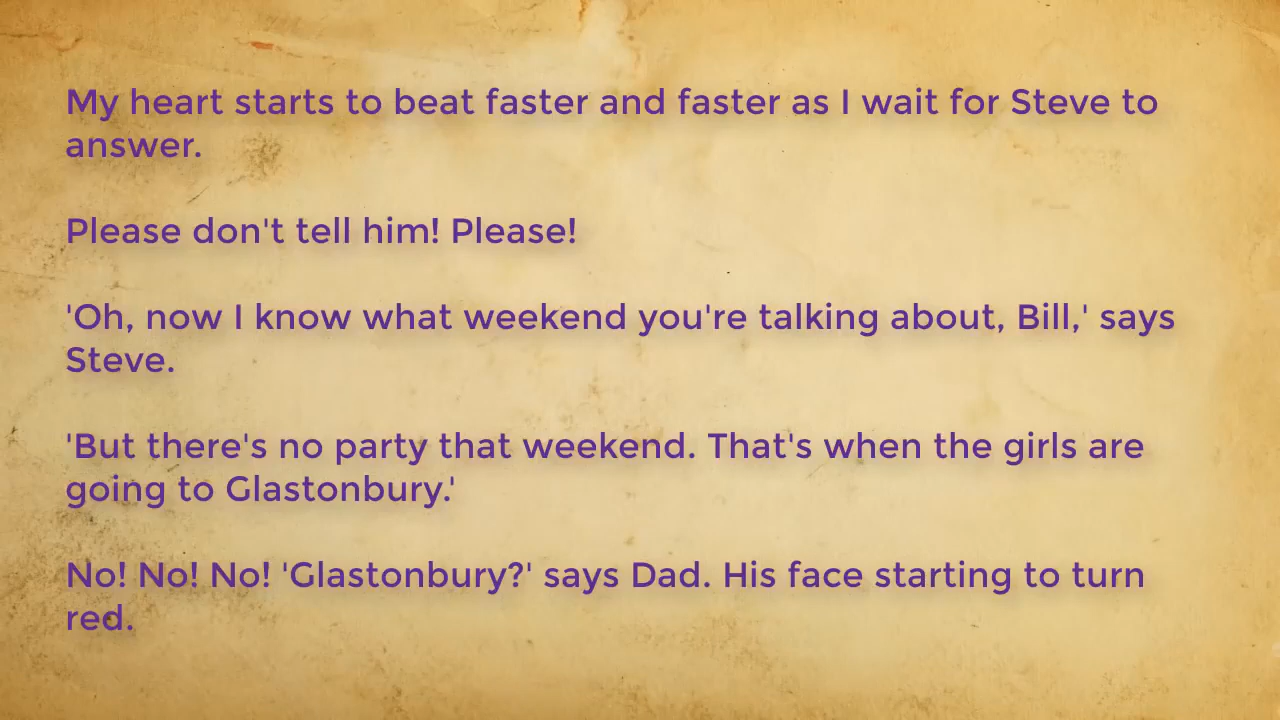 My heart starts to beat faster and faster as I wait for Steve to
answer.
Please don't tell him! Please!
'Oh, now I know what weekend you're talking about, Bill,' says
Steve.
'But there's no party that weekend. That's when the girls are
going to Glastonbury.'
No! No! No! 'Glastonbury?' says Dad. His face starting to turn
red.